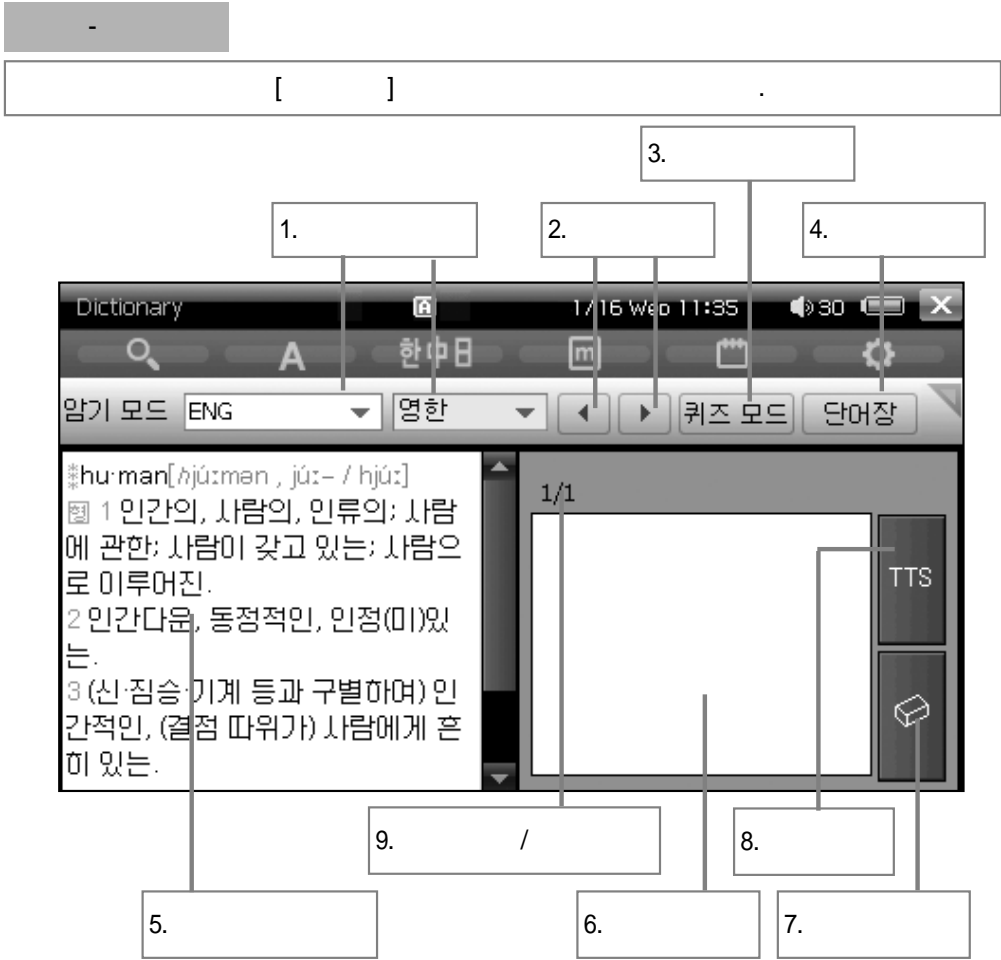 -
[ ] .
3.
1. 2. 4.
Dictionary A 1/16 Wed 11:35 30 X
A 한中日 m
암기 모드 ENG 영한 퀴즈 모드 단어장
hu·man[hjúːmən , júː- / hjúː]
형 1 인간의, 사람의, 인류의; 사람
에 관한; 사람이 갖고 있는; 사람으
로 이루어진.
2 인간다운, 동정적인, 인정(미)있
는.
3 (신·짐승·기계 등과 구별하여) 인
간적인, (결점 따위가) 사람에게 흔
히 있는.
1/1
TTS
9. / 8.
5. 6. 7.